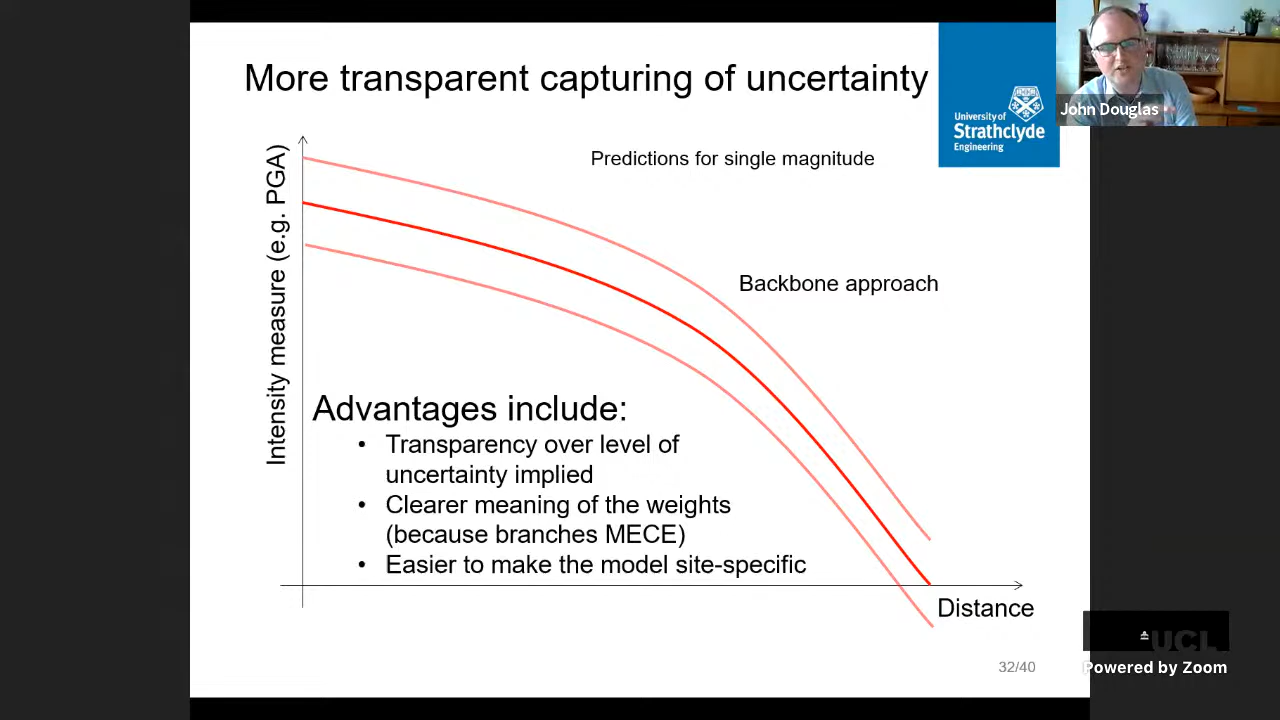 More transparent capturing of uncertainty
University of
Strathclyde
Engineering
John Douglas
Predictions for single magnitude
Intensity measure (e.g. PGA)
Backbone approach
Advantages include:
• Transparency over level of
uncertainty implied
• Clearer meaning of the weights
(because branches MECE)
• Easier to make the model site-specific
Distance
32/40
UCL
Powered by Zoom